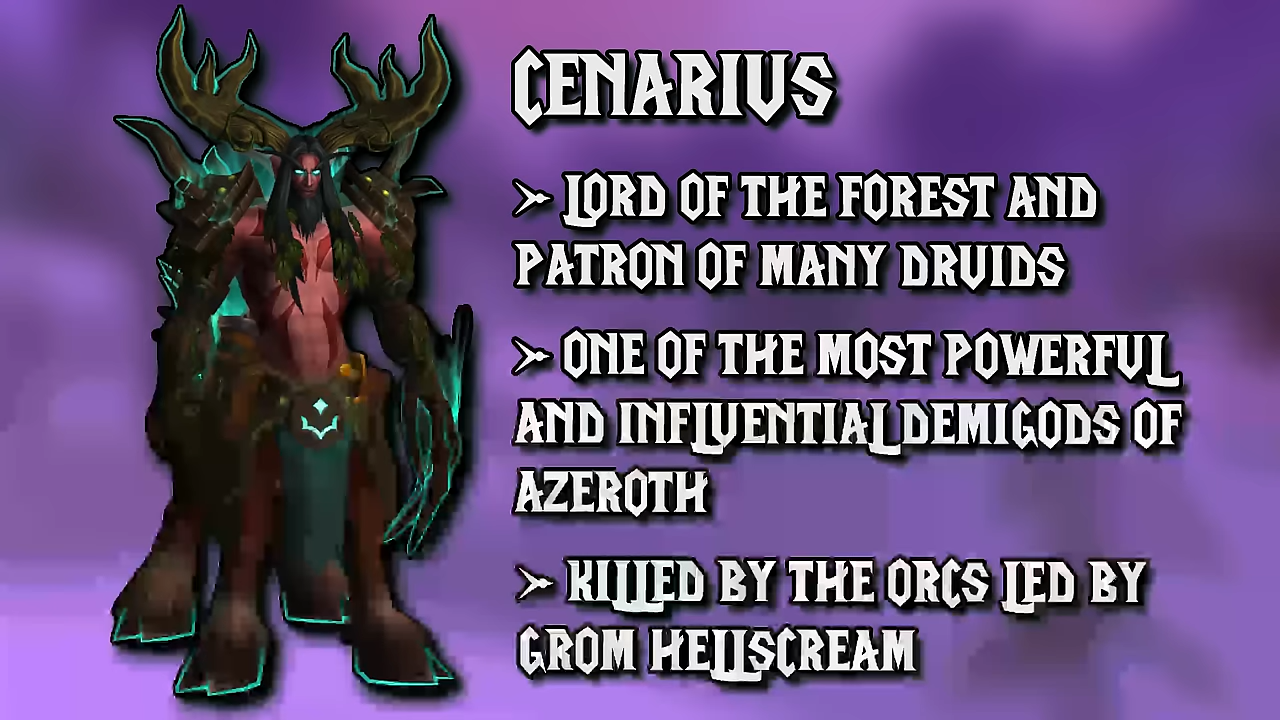 CENARIUS
➤ LORD OF THE FOREST AND
PATRON OF MANY DRUIDS
➤ ONE OF THE MOST POWERFUL
AND INFLUENTIAL DEMIGODS OF
AZEROTH
➤ KILLED BY THE ORCS LED BY
GROM HELLSCREAM